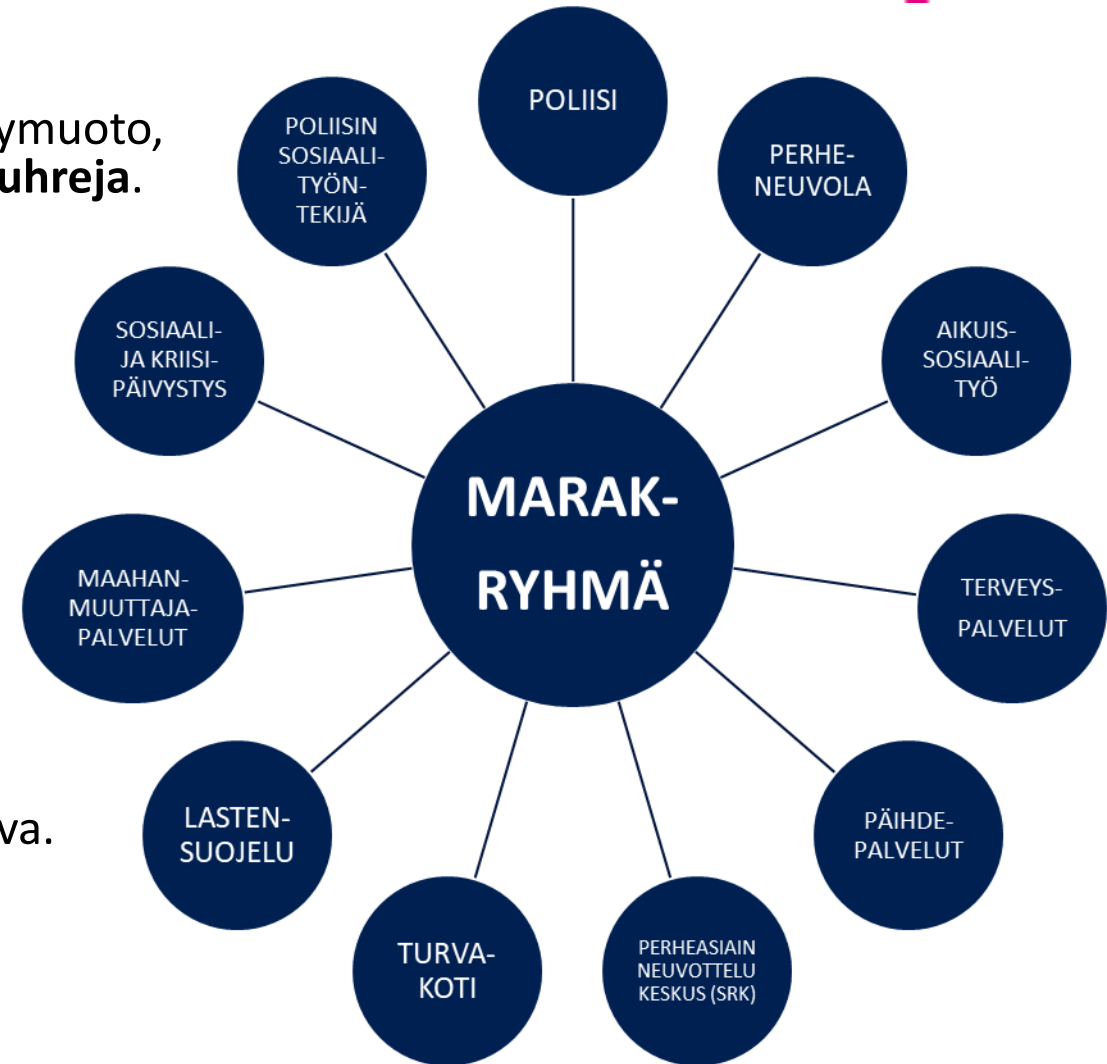 ymuoto,
uhreja.
va.
POLIISI
PERHE-
NEUVOLA
AIKUIS-
SOSIAALI-
TYÖ
TERVEYS-
PALVELUT
PÄIHDE-
PALVELUT
PERHEASIAIN
NEUVOTTELU
KESKUS (SRK)
TURVA-
KOTI
LASTEN-
SUOJELU
MAAHAN-
MUUTTAJA-
PALVELUT
SOSIAALI-
JA KRIISI-
PÄIVYSTYS
POLIISIN
SOSIAALI-
TYÖN-
TEKIJÄ
MARAK-
RYHMÄ